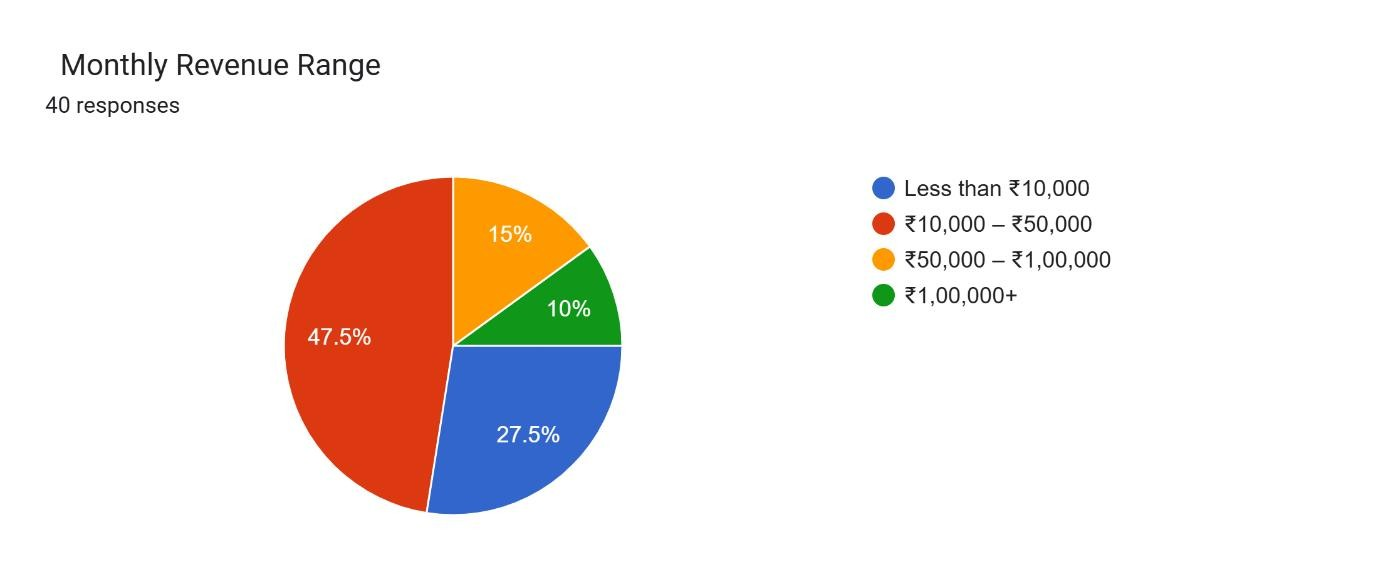 Monthly Revenue Range
40 responses
15%
10%
47.5%
27.5%
Less than ₹10,000
₹10,000 – ₹50,000
₹50,000 – ₹1,00,000
₹1,00,000+